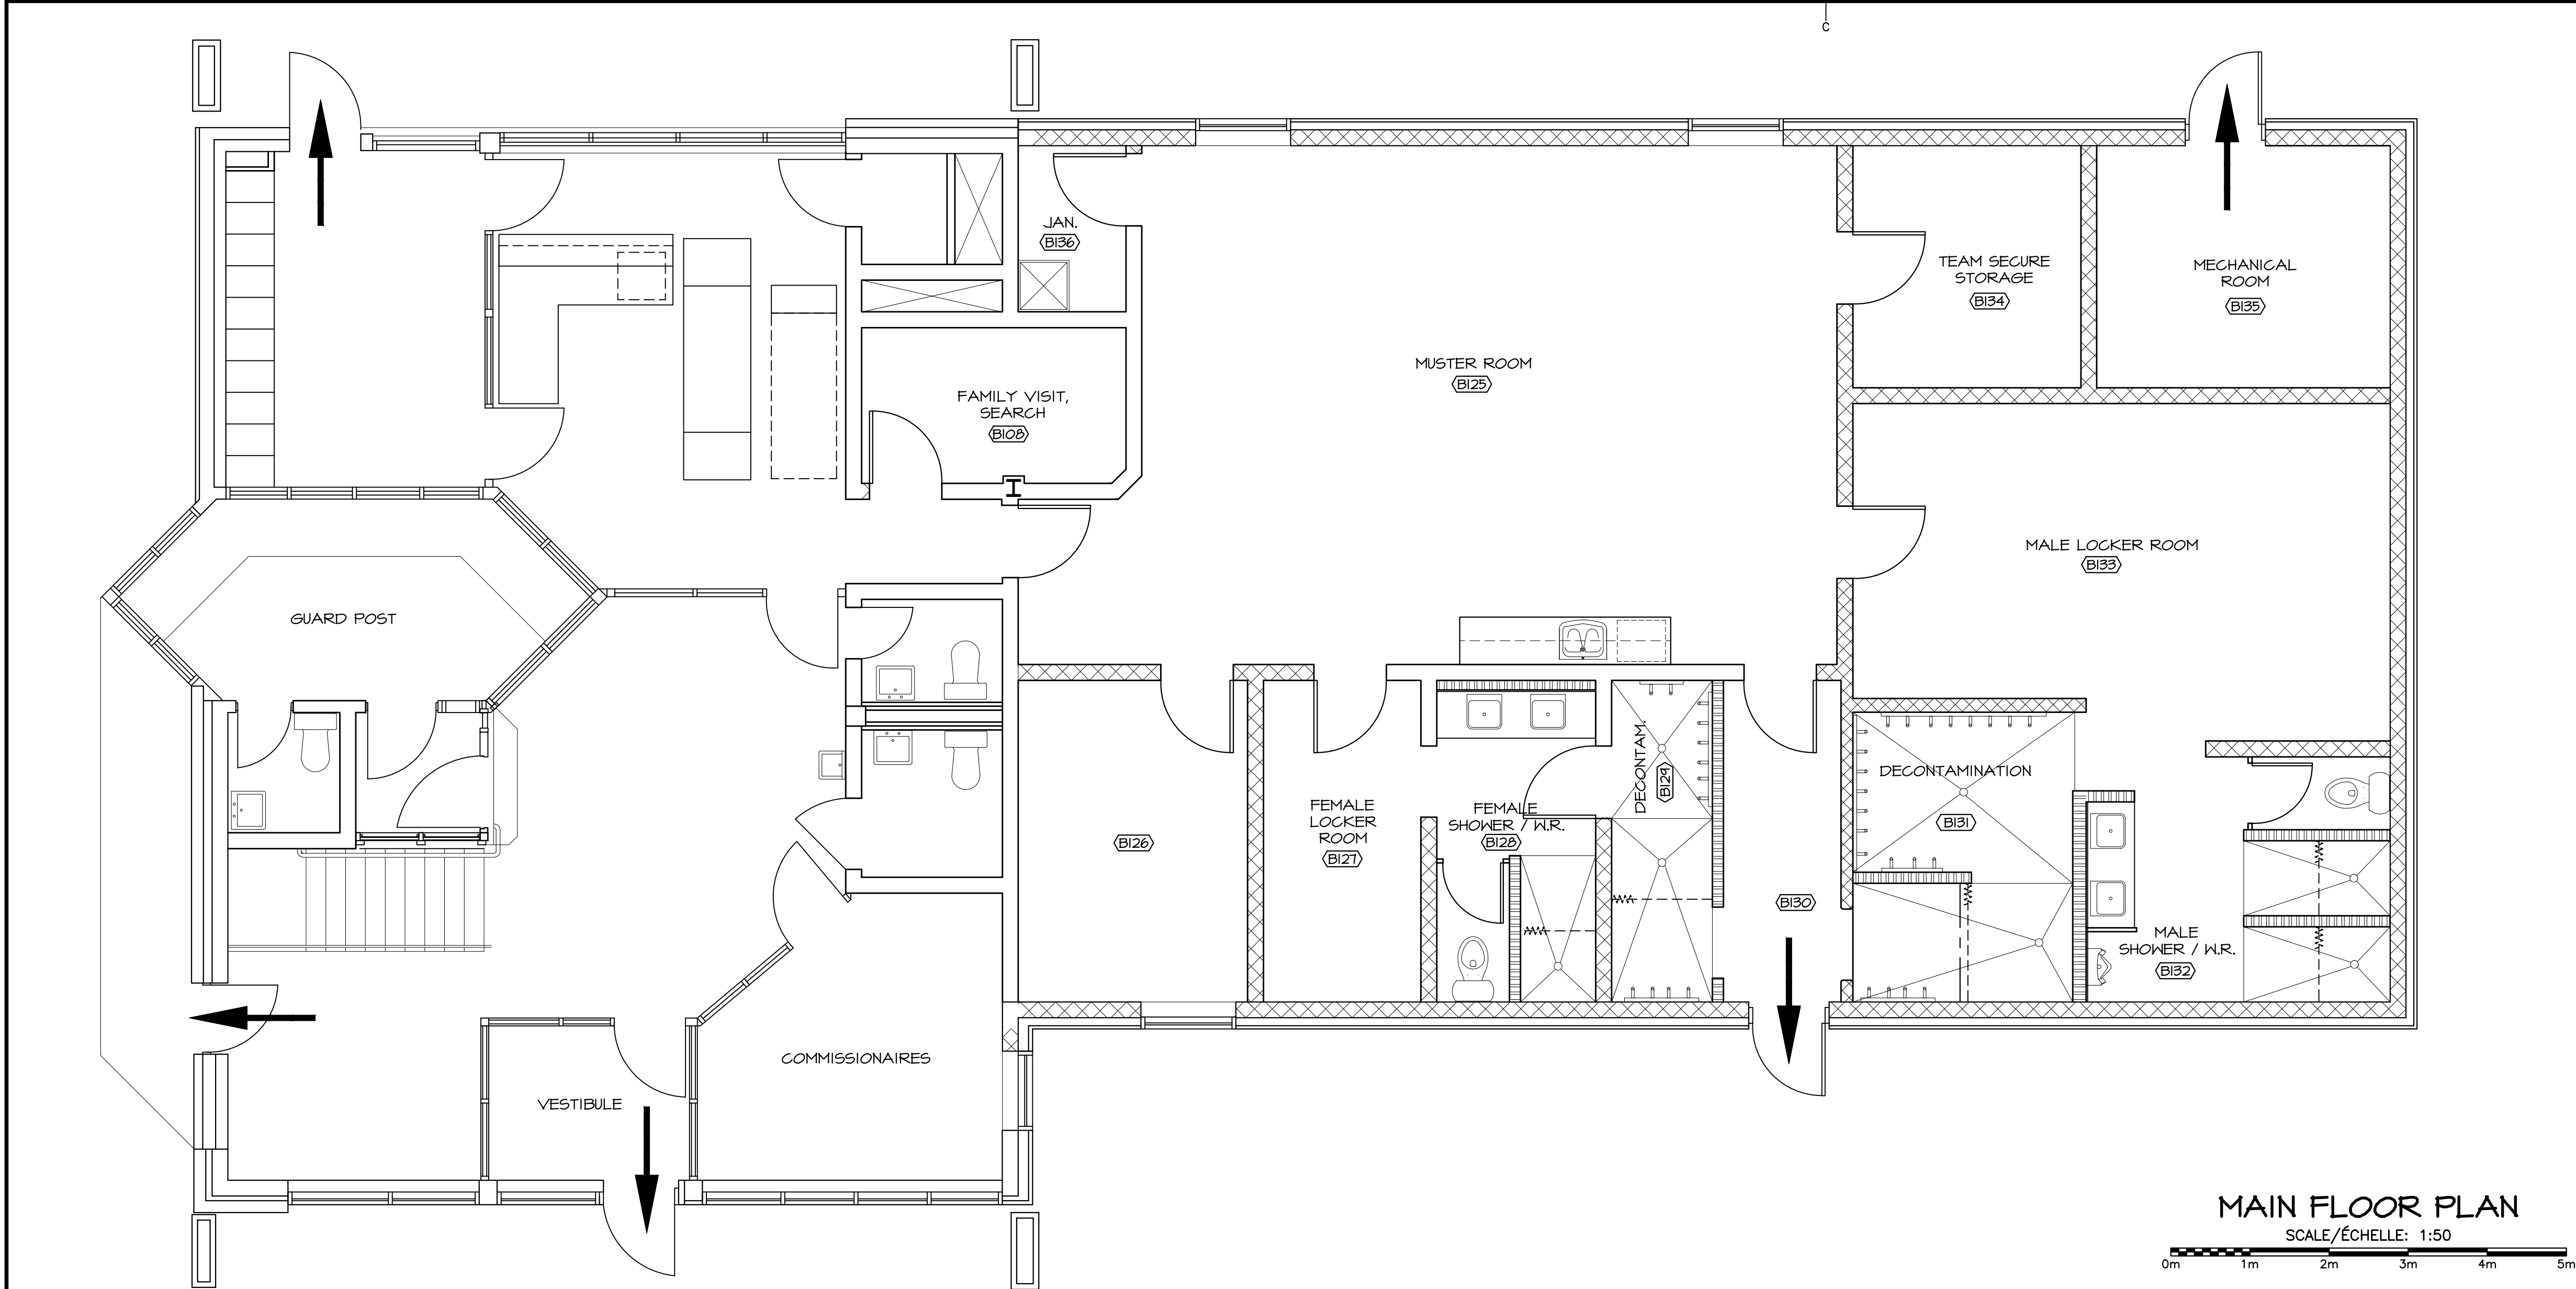 C
JAN.
B136
TEAM SECURE
STORAGE
B134
MECHANICAL
ROOM
B135
MUSTER ROOM
B125
FAMILY VISIT,
SEARCH
B108
MALE LOCKER ROOM
B133
GUARD POST
DECONTAM.
B129
DECONTAMINATION
B131
FEMALE
LOCKER
ROOM
B127
FEMALE
SHOWER / W.R.
B128
B126
B130
MALE
SHOWER / W.R.
B132
COMMISSIONAIRES
VESTIBULE
MAIN FLOOR PLAN
SCALE/ÉCHELLE: 1:50
0m 1m 2m 3m 4m 5m